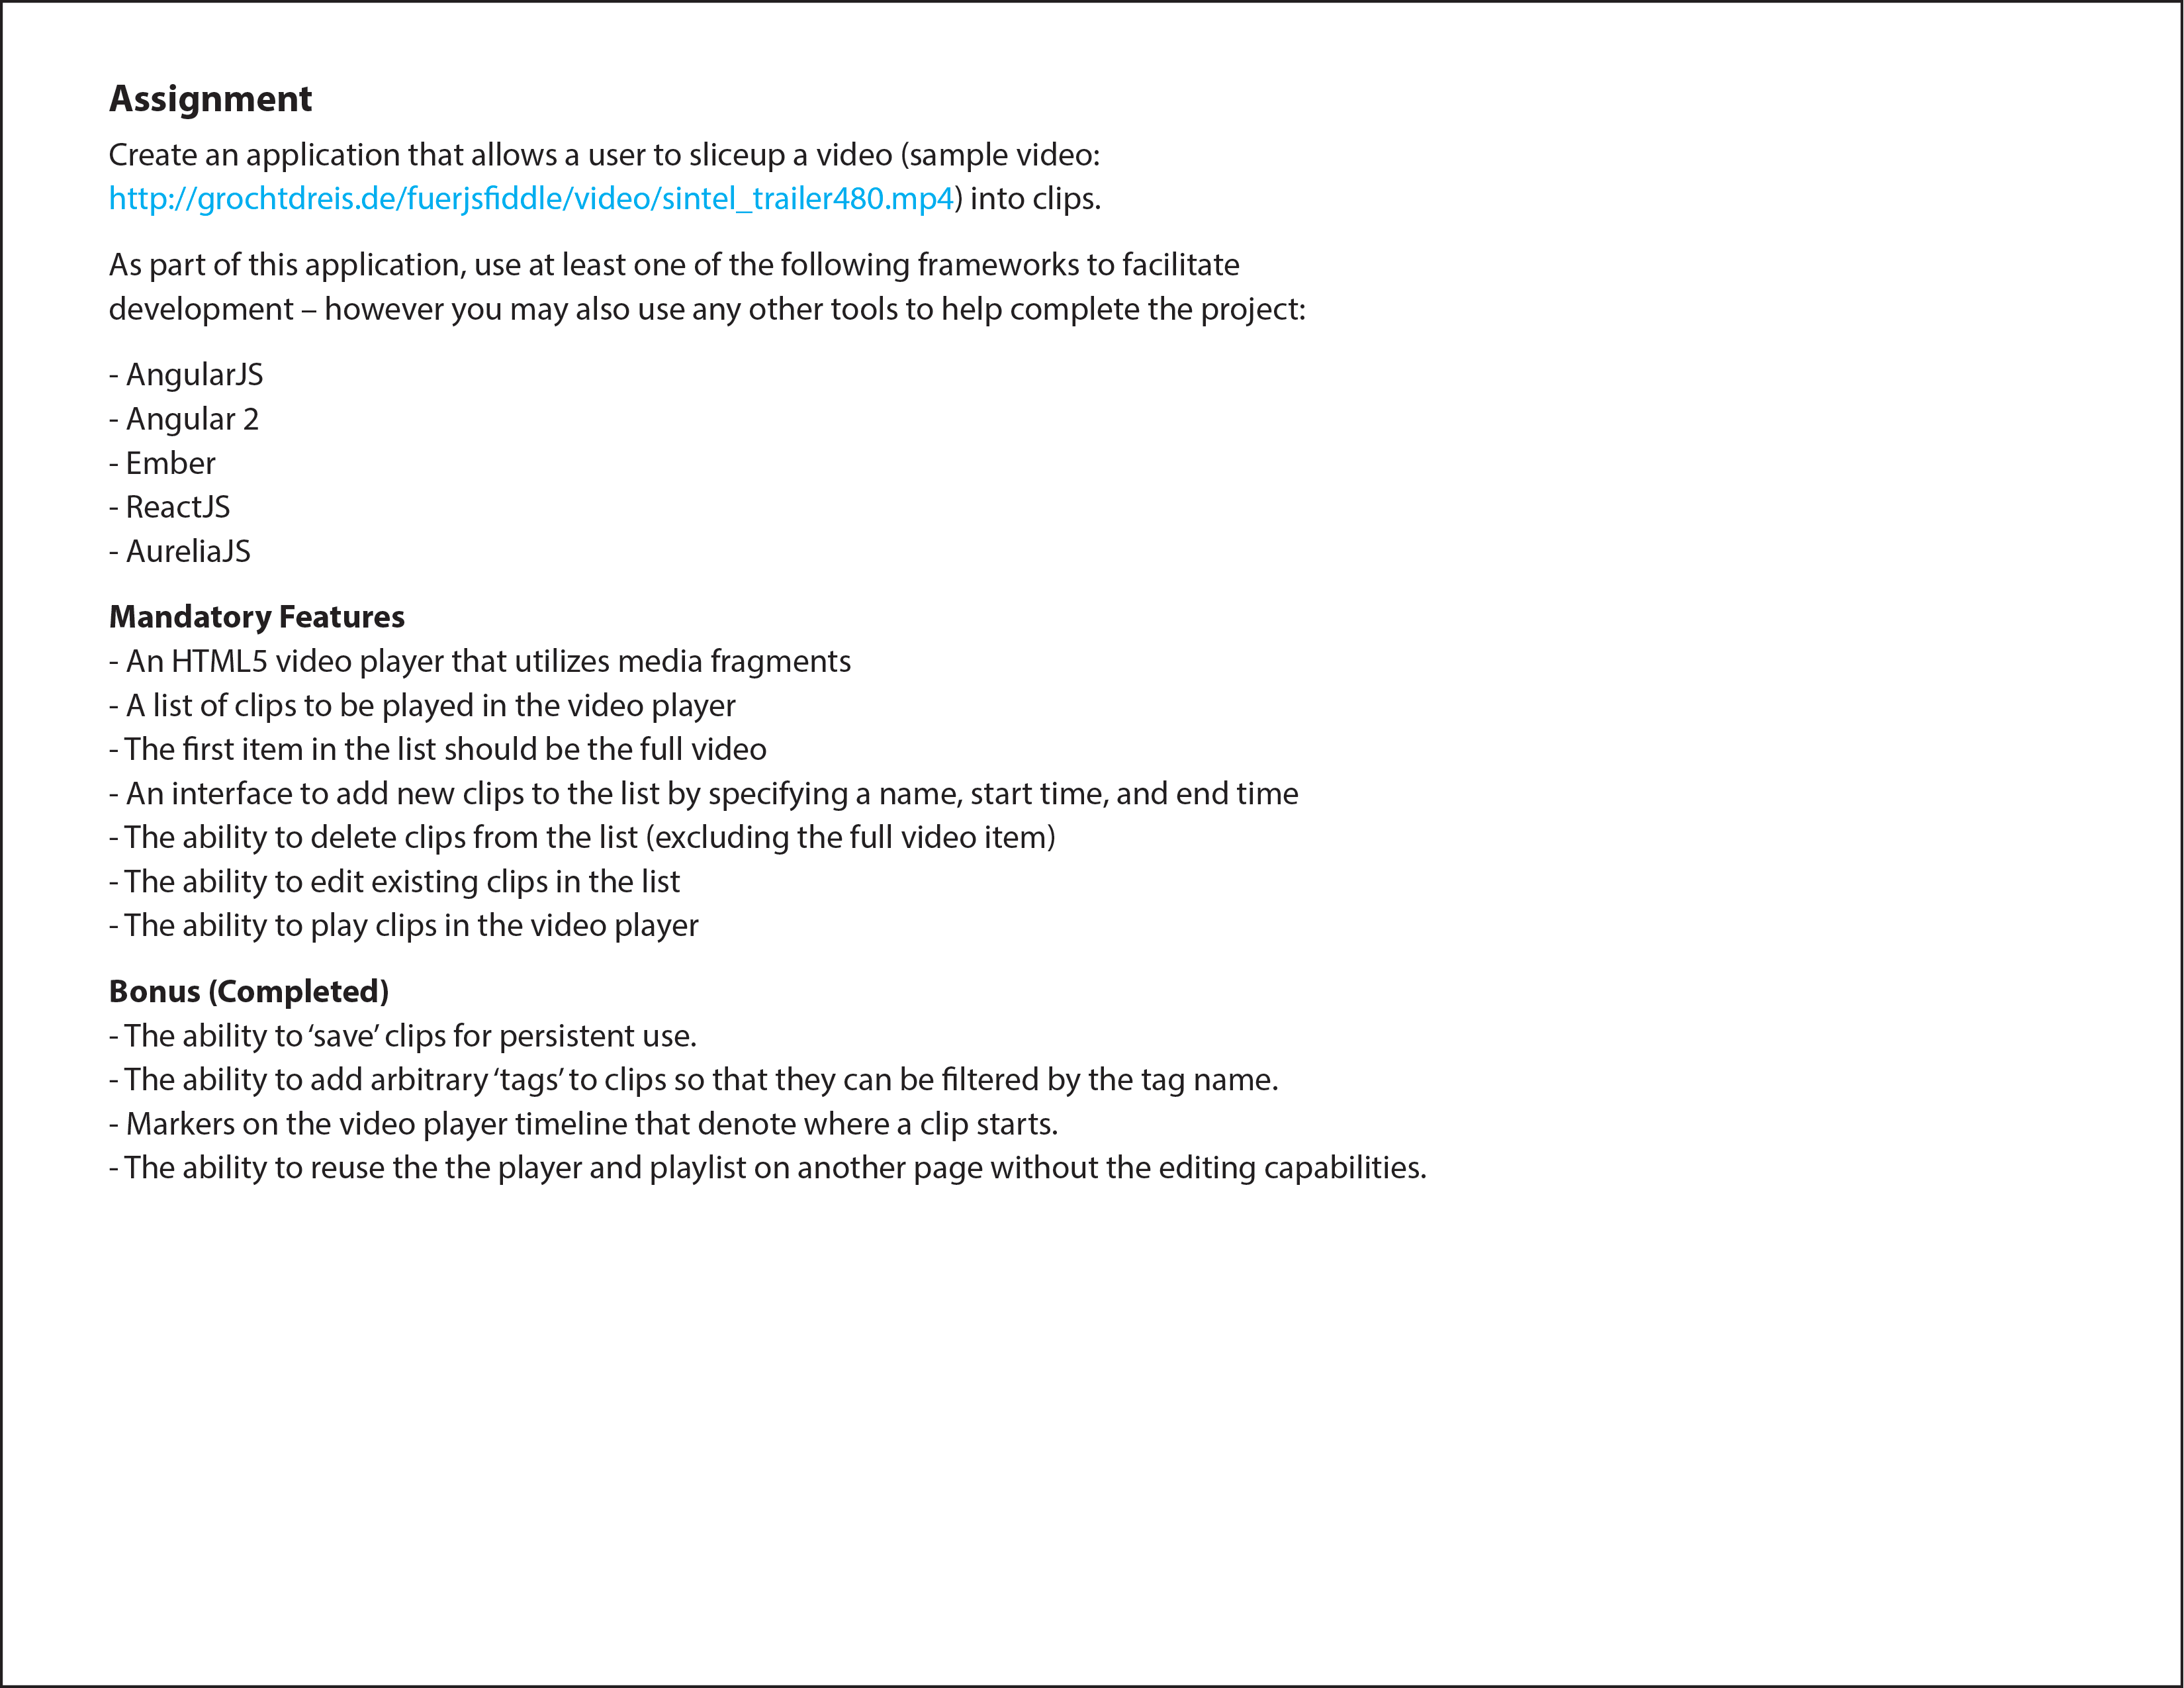 Assignment
Create an application that allows a user to sliceup a video (sample video:
http://grochtdreis.de/fuerjsfiddle/video/sintel_trailer480.mp4) into clips.
As part of this application, use at least one of the following frameworks to facilitate
development – however you may also use any other tools to help complete the project:
- AngularJS
- Angular 2
- Ember
- ReactJS
- AureliaJS
Mandatory Features
- An HTML5 video player that utilizes media fragments
- A list of clips to be played in the video player
- The first item in the list should be the full video
- An interface to add new clips to the list by specifying a name, start time, and end time
- The ability to delete clips from the list (excluding the full video item)
- The ability to edit existing clips in the list
- The ability to play clips in the video player
Bonus (Completed)
- The ability to ‘save’ clips for persistent use.
- The ability to add arbitrary ‘tags’ to clips so that they can be filtered by the tag name.
- Markers on the video player timeline that denote where a clip starts.
- The ability to reuse the the player and playlist on another page without the editing capabilities.